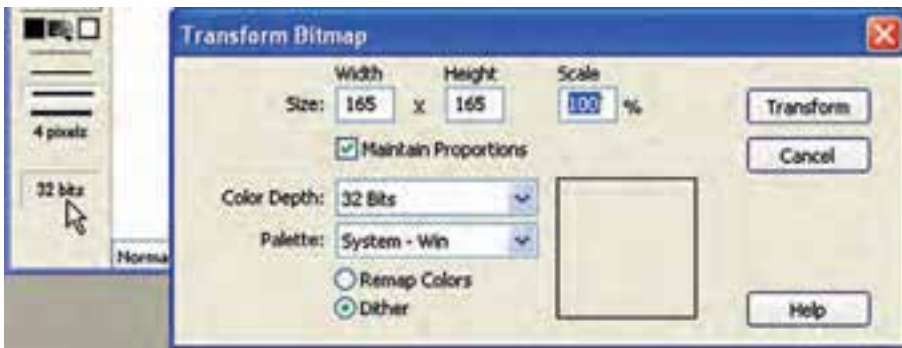 Transform Bitmap
Width Height Scale
Size: 165 x 165 100 %
Maintain Proportions
Color Depth: 32 Bits
Palette: System - Win
Remap Colors
Dither
Transform
Cancel
Help
4 pixels
32 bits
Norma